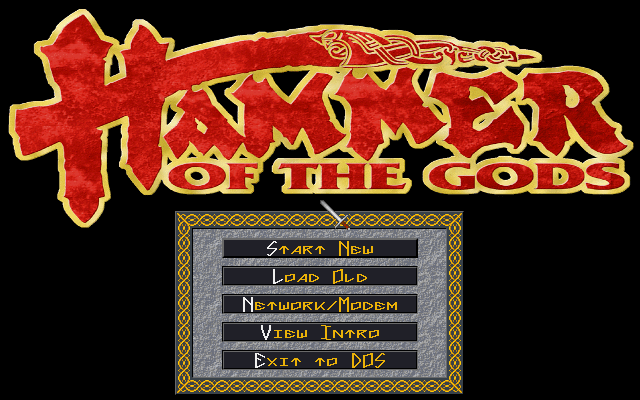 HAMMER
OF THE GODS
Start New
Load Old
Network/Modem
View Intro
Exit to DOS